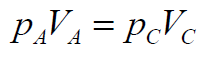 p_A V_A = p_C V_C